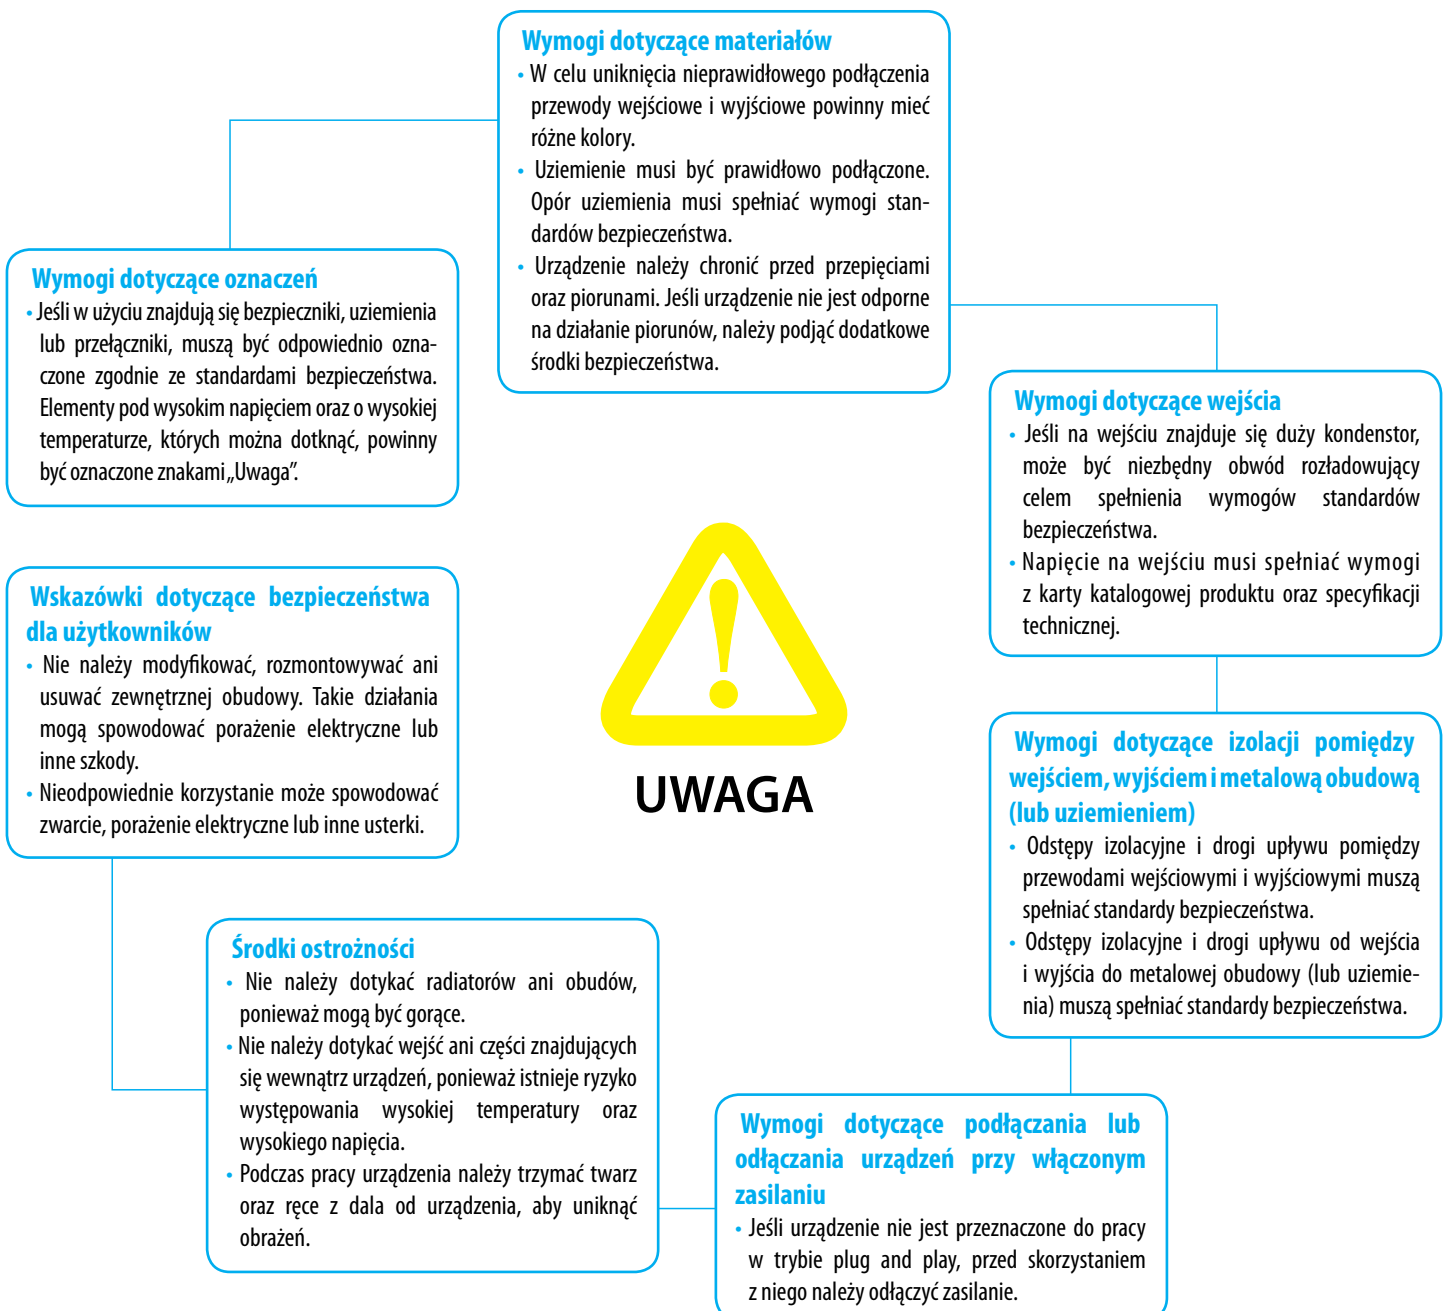 Wymogi dotyczące materiałów
• W celu uniknięcia nieprawidłowego podłączenia
przewody wejściowe i wyjściowe powinny mieć
różne kolory.
• Uziemienie musi być prawidłowo podłączone.
Opór uziemienia musi spełniać wymogi stan-
dardów bezpieczeństwa.
• Urządzenie należy chronić przed przepięciami
oraz piorunami. Jeśli urządzenie nie jest odporne
na działanie piorunów, należy podjąć dodatkowe
środki bezpieczeństwa.
Wymogi dotyczące oznaczeń
• Jeśli w użyciu znajdują się bezpieczniki, uziemienia
lub przełączniki, muszą być odpowiednio ozna-
czone zgodnie ze standardami bezpieczeństwa.
Elementy pod wysokim napięciem oraz o wysokiej
temperaturze, których można dotknąć, powinny
być oznaczone znakami „Uwaga”.
Wymogi dotyczące wejścia
• Jeśli na wejściu znajduje się duży kondenstor,
może być niezbędny obwód rozładowujący
celem spełnienia wymogów standardów
bezpieczeństwa.
• Napięcie na wejściu musi spełniać wymogi
z karty katalogowej produktu oraz specyfikacji
technicznej.
Wskazówki dotyczące bezpieczeństwa
dla użytkowników
• Nie należy modyfikować, rozmontowywać ani
usuwać zewnętrznej obudowy. Takie działania
mogą spowodować porażenie elektryczne lub
inne szkody.
• Nieodpowiednie korzystanie może spowodować
zwarcie, porażenie elektryczne lub inne usterki.
!
UWAGA
Wymogi dotyczące izolacji pomiędzy
wejściem, wyjściem i metalową obudową
(lub uziemieniem)
• Odstępy izolacyjne i drogi upływu pomiędzy
przewodami wejściowymi i wyjściowymi muszą
spełniać standardy bezpieczeństwa.
• Odstępy izolacyjne i drogi upływu od wejścia
i wyjścia do metalowej obudowy (lub uziemie-
nia) muszą spełniać standardy bezpieczeństwa.
Środki ostrożności
• Nie należy dotykać radiatorów ani obudów,
ponieważ mogą być gorące.
• Nie należy dotykać wejść ani części znajdujących
się wewnątrz urządzeń, ponieważ istnieje ryzyko
występowania wysokiej temperatury oraz
wysokiego napięcia.
• Podczas pracy urządzenia należy trzymać twarz
oraz ręce z dala od urządzenia, aby uniknąć
obrażeń.
Wymogi dotyczące podłączania lub
odłączania urządzeń przy włączonym
zasilaniu
• Jeśli urządzenie nie jest przeznaczone do pracy
w trybie plug and play, przed skorzystaniem
z niego należy odłączyć zasilanie.